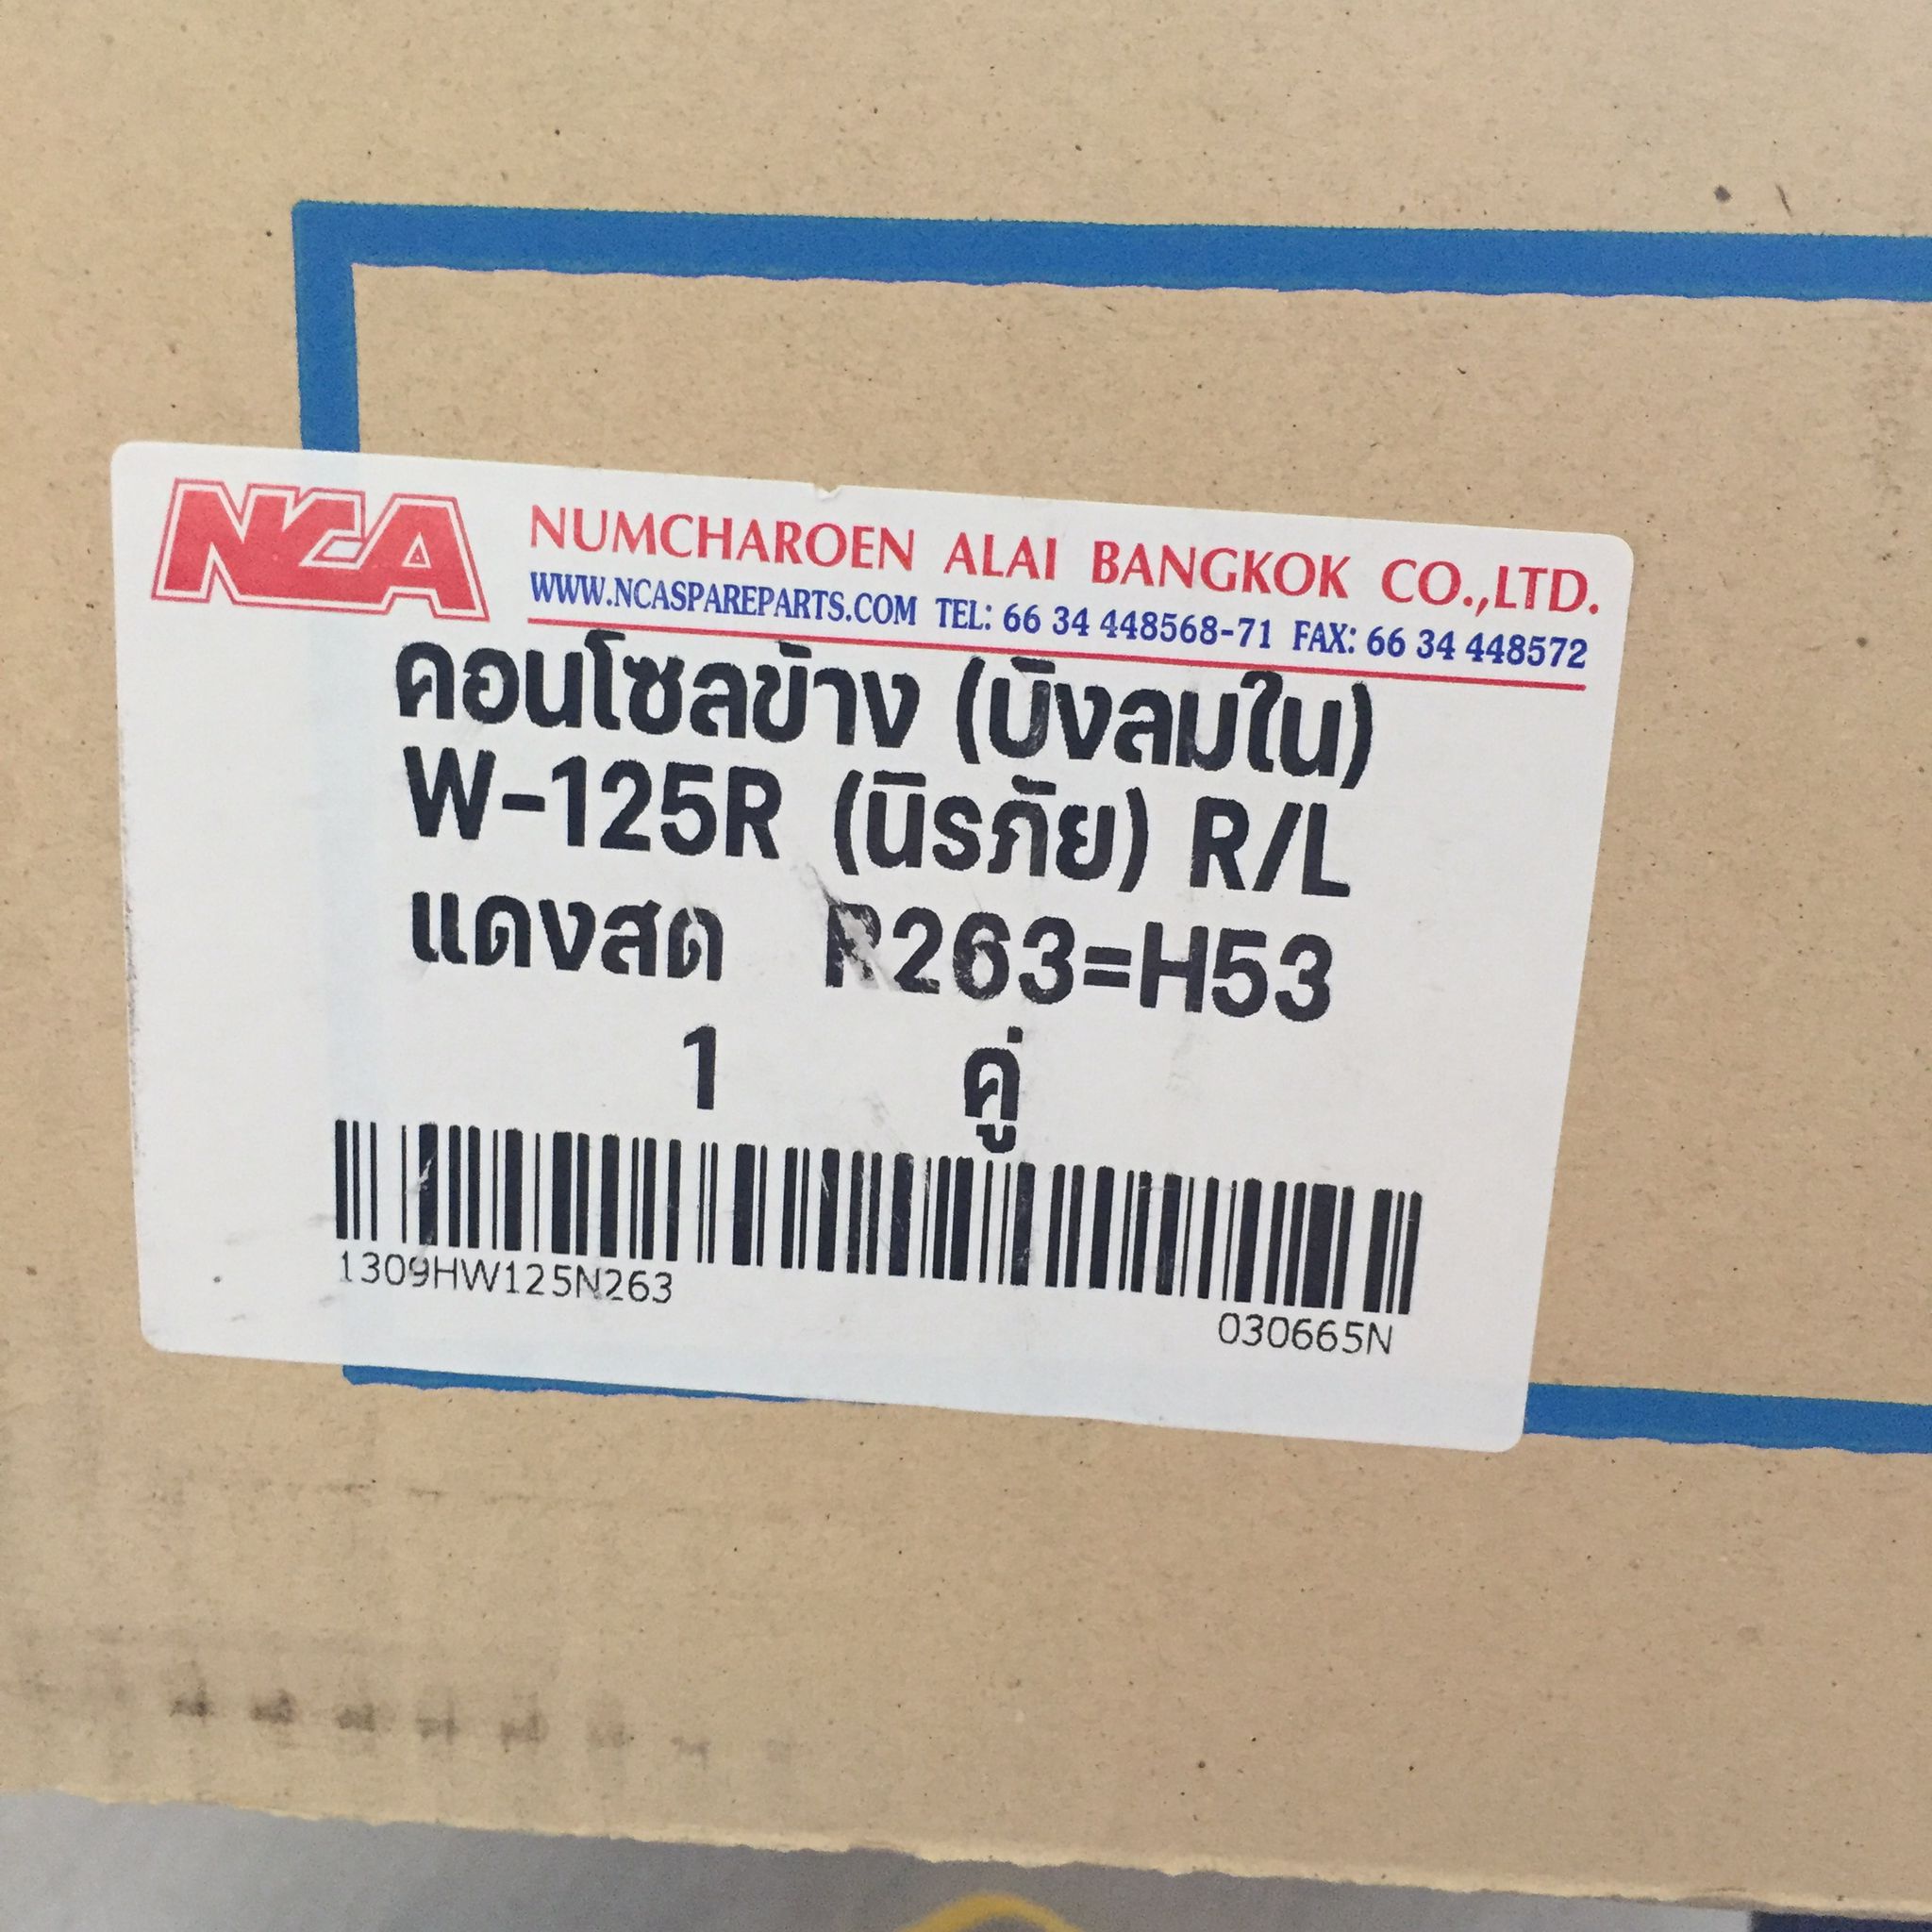 NCA
NUMCHAROEN ALAI BANGKOK CO.,LTD.
WWW.NCASPAREPARTS.COM TEL: 66 34 448568-71 FAX: 66 34 448572
คอนโซลข้าง (บังลมใน)
W-125R (นิรภัย) R/L
แดงสด R263=H53
1 คู่
1309HW125N263
030665N